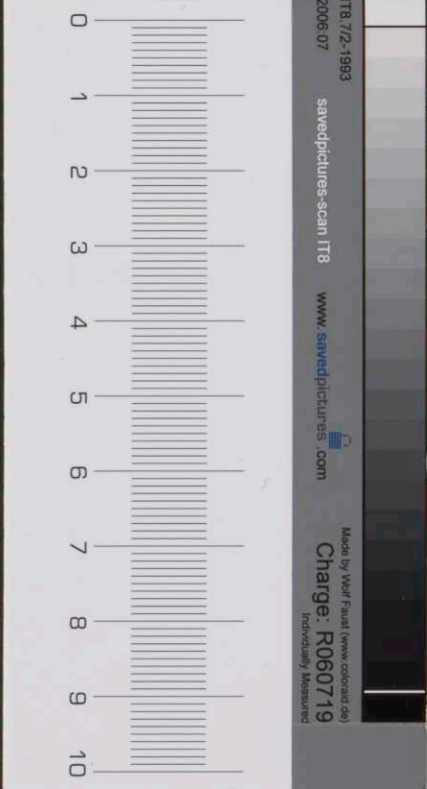 0
1
2
3
4
5
6
7
8
9
10
IT8.7/2-1993
2006:07
savedpictures-scan IT8
www.savedpictures.com
Made by Wolf Faust (www.coloraid.de)
Charge: R060719
Individually Measured